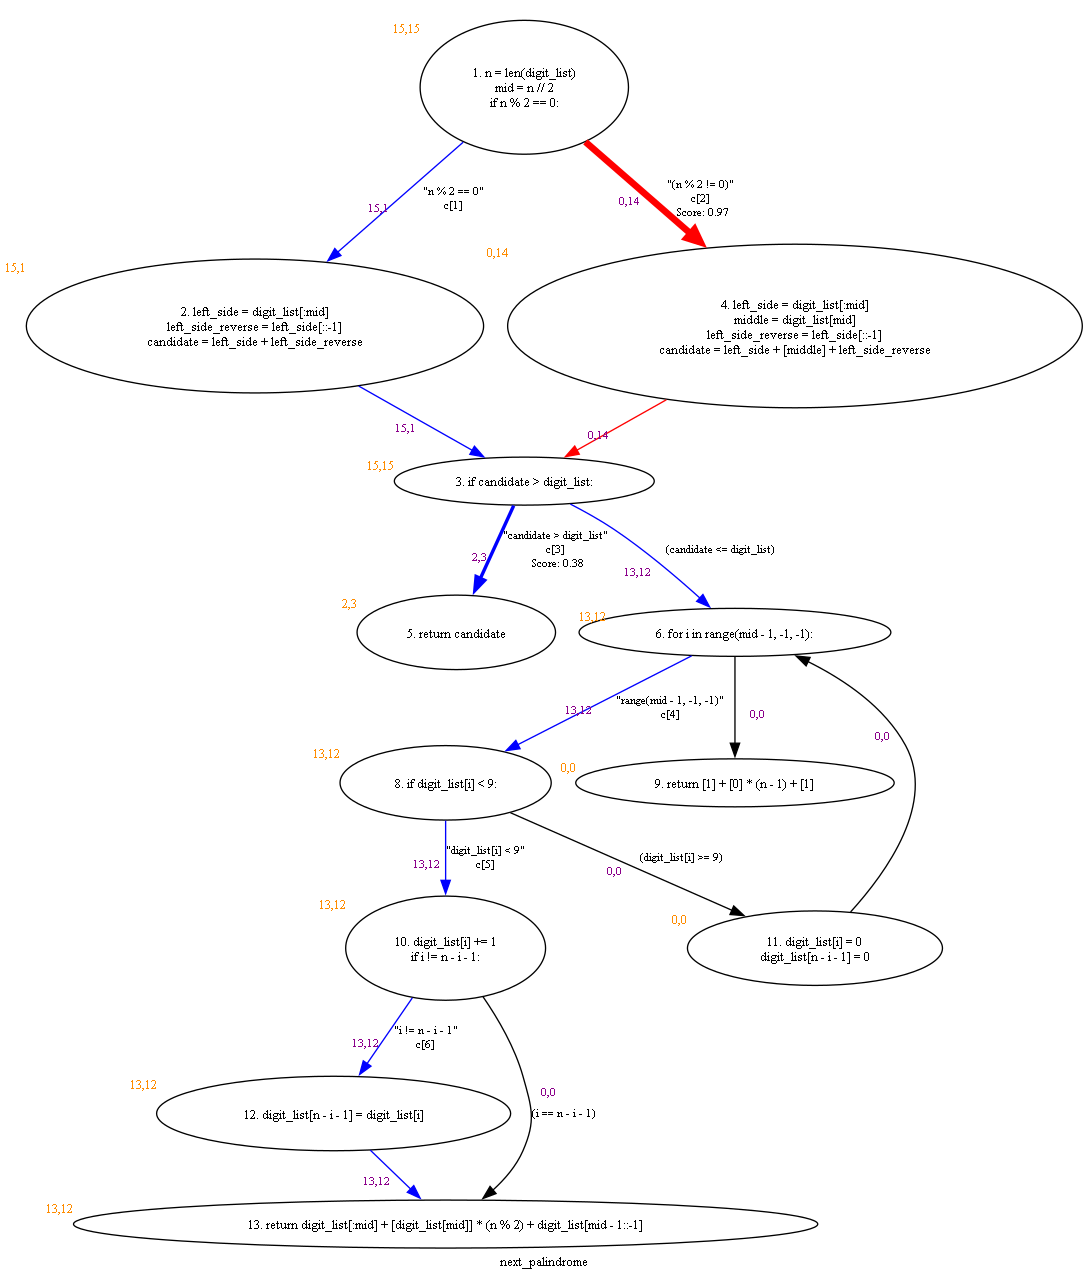 15,15
1. n = len(digit_list)
mid = n // 2
if n % 2 == 0:
"n % 2 == 0"
c[1]
15,1
"(n % 2 != 0)"
c[2]
Score: 0.97
0,14
15,1
2. left_side = digit_list[:mid]
left_side_reverse = left_side[::-1]
candidate = left_side + left_side_reverse
0,14
4. left_side = digit_list[:mid]
middle = digit_list[mid]
left_side_reverse = left_side[::-1]
candidate = left_side + [middle] + left_side_reverse
15,1
0,14
15,15
3. if candidate > digit_list:
"candidate > digit_list"
c[3]
Score: 0.38
2,3
(candidate <= digit_list)
13,12
2,3
5. return candidate
13,12
6. for i in range(mid - 1, -1, -1):
"range(mid - 1, -1, -1)"
c[4]
13,12
0,0
0,0
13,12
8. if digit_list[i] < 9:
0,0
9. return [1] + [0] * (n - 1) + [1]
"digit_list[i] < 9"
c[5]
13,12
(digit_list[i] >= 9)
0,0
13,12
10. digit_list[i] += 1
if i != n - i - 1:
0,0
11. digit_list[i] = 0
digit_list[n - i - 1] = 0
"i != n - i - 1"
c[6]
13,12
0,0
(i == n - i - 1)
13,12
12. digit_list[n - i - 1] = digit_list[i]
13,12
13,12
13. return digit_list[:mid] + [digit_list[mid]] * (n % 2) + digit_list[mid - 1::-1]
next_palindrome